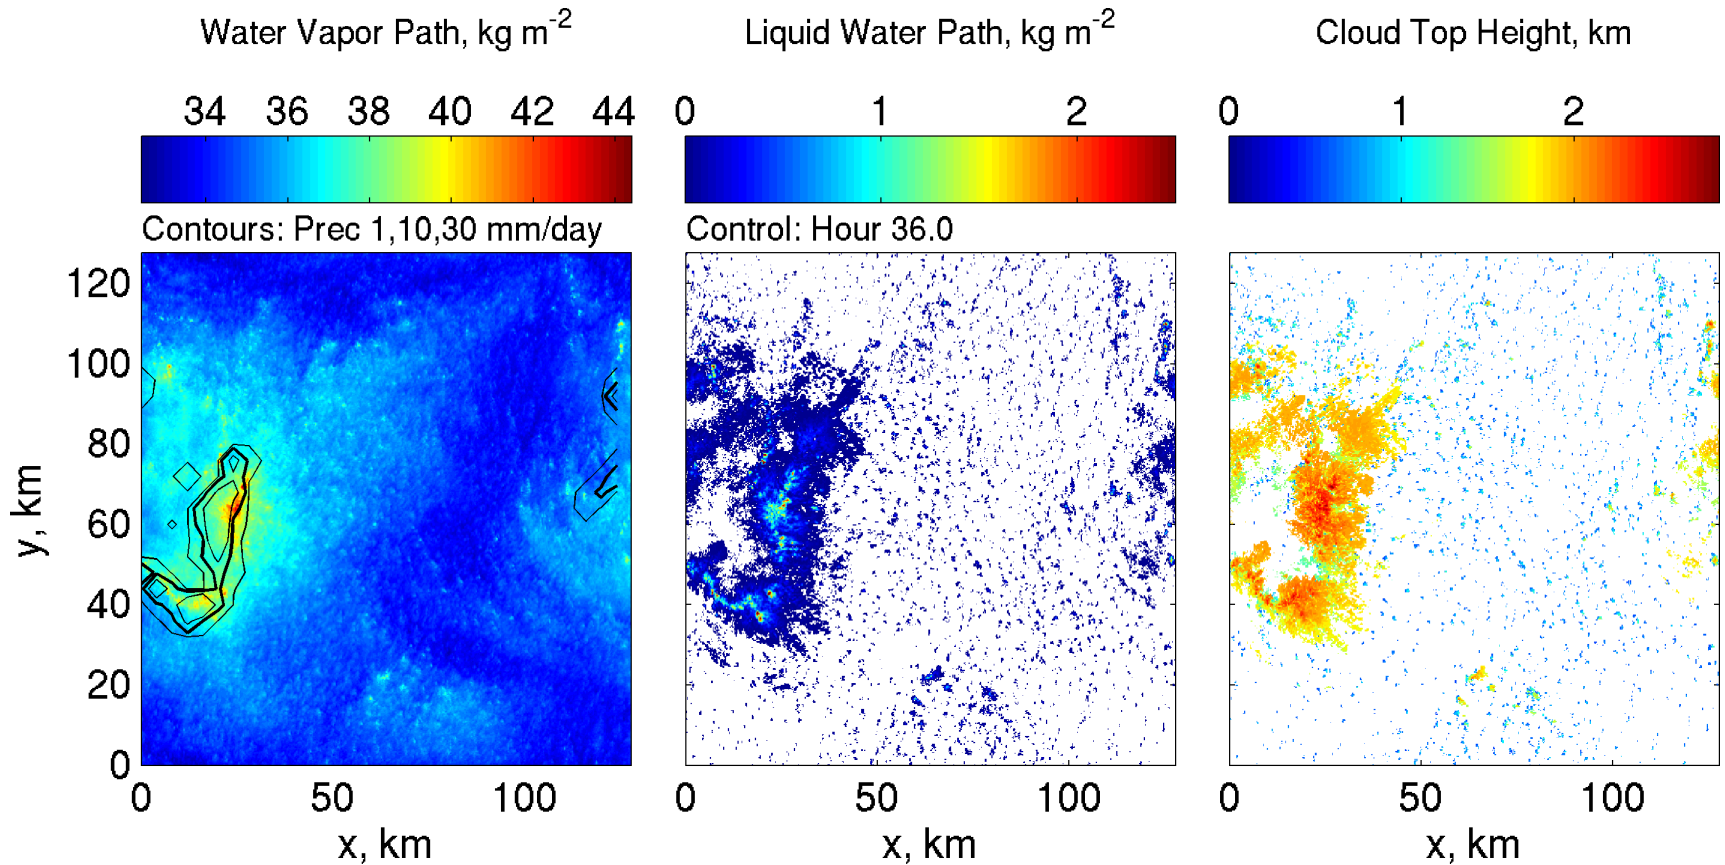 Water Vapor Path, kg m-2
Liquid Water Path, kg m-2
Cloud Top Height, km
34 36 38 40 42 44
0 1 2
0 1 2
Contours: Prec 1,10,30 mm/day
Control: Hour 36.0
120
100
80
60
40
20
0
y, km
0 50 100
0 50 100
0 50 100
x, km
x, km
x, km